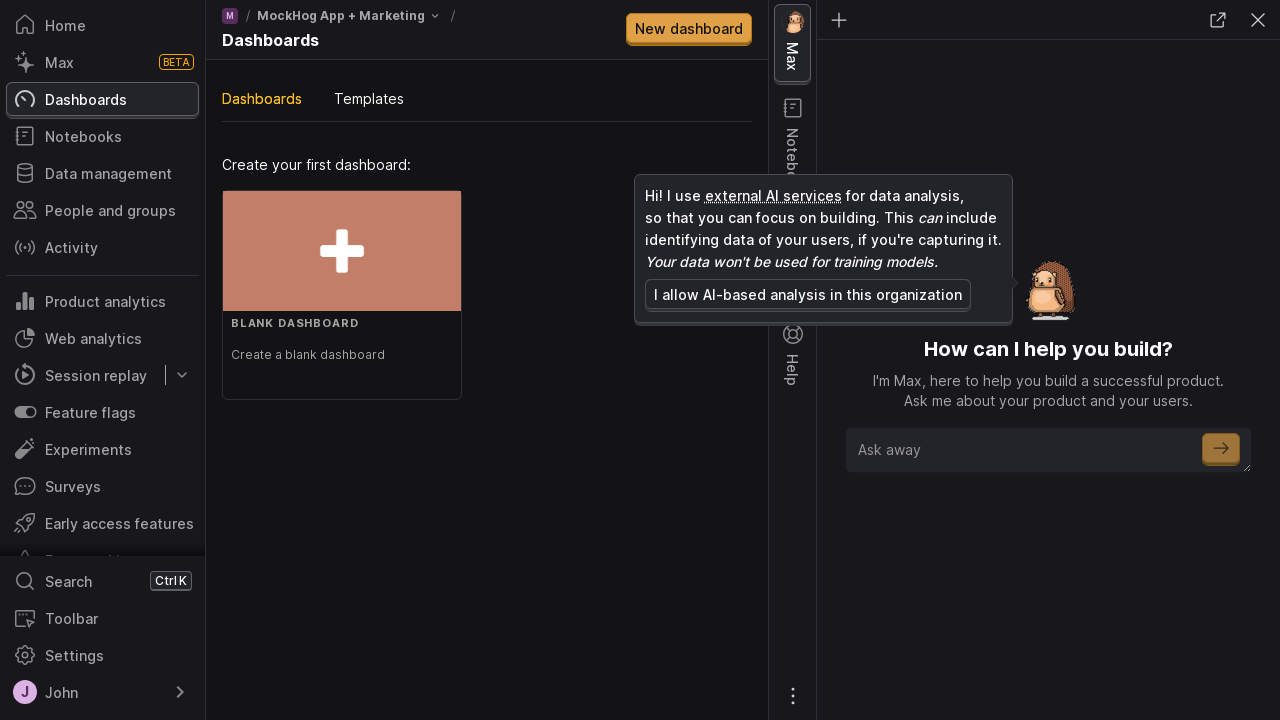 Home
Max
BETA
Dashboards
Notebooks
Data management
People and groups
Activity
Product analytics
Web analytics
Session replay
Feature flags
Experiments
Surveys
Early access features
Search
Ctrl K
Toolbar
Settings
J
John
M / MockHog App + Marketing /
Dashboards
New dashboard
Dashboards
Templates
Create your first dashboard:
BLANK DASHBOARD
Create a blank dashboard
Max
Hi! I use external AI services for data analysis,
so that you can focus on building. This can include
identifying data of your users, if you're capturing it.
Your data won't be used for training models.
I allow AI-based analysis in this organization
Help
How can I help you build?
I'm Max, here to help you build a successful product.
Ask me about your product and your users.
Ask away